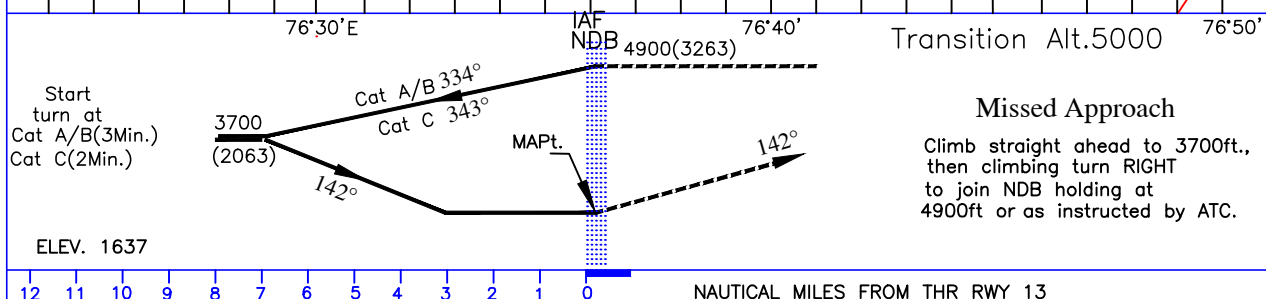 76°30'E
IAF
NDB
76°40'
76°50'
4900(3263)
Transition Alt.5000
Cat A/B 334°
Cat C 343°
Start
turn at
Cat A/B(3Min.)
Cat C(2Min.)
3700
(2063)
142°
MAPt.
142°
Missed Approach
Climb straight ahead to 3700ft.,
then climbing turn RIGHT
to join NDB holding at
4900ft or as instructed by ATC.
ELEV. 1637
12 11 10 9 8 7 6 5 4 3 2 1 0
NAUTICAL MILES FROM THR RWY 13